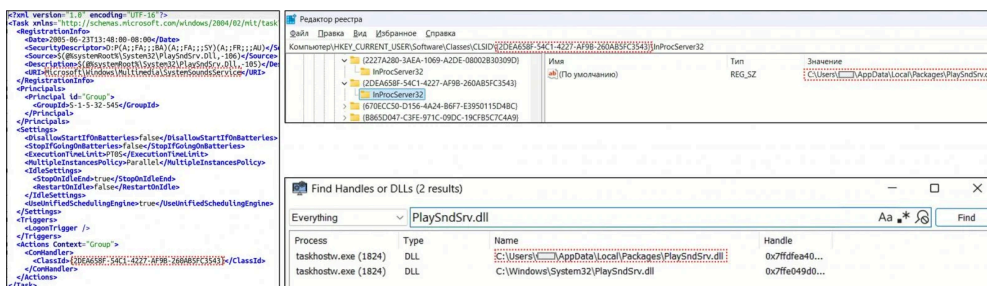 <?xml version="1.0" encoding="UTF-16"?>
<Task xmlns="http://schemas.microsoft.com/windows/2004/02/mit/task"
<RegistrationInfo>
<Date>2005-06-23T13:48:00-08:00</Date>
<SecurityDescriptor>D:P(A;;FA;;;BA)(A;;FA;;;SY)(A;;FR;;;AU)</Se
<Source>$(@%systemRoot%\System32\PlaySndSrv.Dll,-106)</Source>
<Description>$(@%systemRoot%\System32\PlaySndSrv.Dll,-105)</Des
<URI>Microsoft\Windows\Multimedia\SystemSoundsService</URI>
</RegistrationInfo>
<Principals>
<Principal id="Group">
<GroupId>S-1-5-32-545</GroupId>
</Principal>
</Principals>
<Settings>
<DisallowStartIfOnBatteries>false</DisallowStartIfOnBatteries>
<StopIfGoingOnBatteries>false</StopIfGoingOnBatteries>
<ExecutionTimeLimit>PT0S</ExecutionTimeLimit>
<MultipleInstancesPolicy>Parallel</MultipleInstancesPolicy>
<IdleSettings>
<StopOnIdleEnd>true</StopOnIdleEnd>
<RestartOnIdle>false</RestartOnIdle>
</IdleSettings>
<UseUnifiedSchedulingEngine>true</UseUnifiedSchedulingEngine>
</Settings>
<Triggers>
<LogonTrigger />
</Triggers>
<Actions Context="Group">
<ComHandler>
<ClassId>{2DEA658F-54C1-4227-AF9B-260AB5FC3543}</ClassId>
</ComHandler>
</Actions>
</Task>
Редактор реестра
Файл Правка Вид Избранное Справка
Компьютер\HKEY_CURRENT_USER\Software\Classes\CLSID\{2DEA658F-54C1-4227-AF9B-260AB5FC3543}\InProcServer32
{2227A280-3AEA-1069-A2DE-08002B30309D}
InProcServer32
{2DEA658F-54C1-4227-AF9B-260AB5FC3543}
InProcServer32
{670ECC50-D156-4A24-B6F7-E3950115D4BC}
{B865D047-C3FE-971C-09DC-19CFB5C7C4A9}
Имя Тип Значение
(По умолчанию) REG_SZ C:\Users\ \AppData\Local\Packages\PlaySndSrv.d
Find Handles or DLLs (2 results)
Everything PlaySndSrv.dll Aa .* Find
Process Type Name Handle
taskhostw.exe (1824) DLL C:\Users\ \AppData\Local\Packages\PlaySndSrv.dll 0x7ffdfea40...
taskhostw.exe (1824) DLL C:\Windows\System32\PlaySndSrv.dll 0x7ffe049d0...